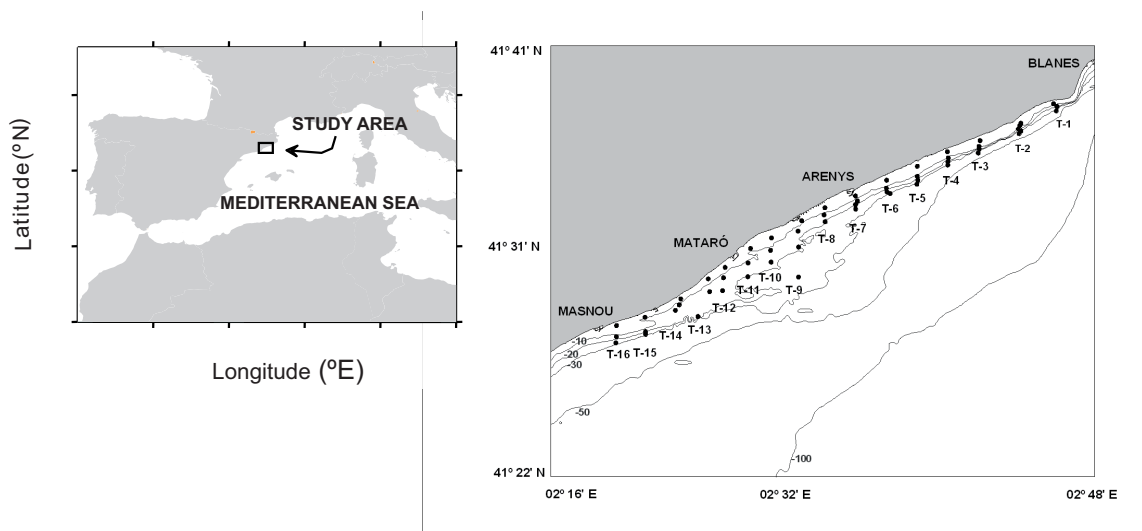 Latitude(ºN)
STUDY AREA
MEDITERRANEAN SEA
Longitude (ºE)
41º 41' N
41º 31' N
41º 22' N
BLANES
T-1
T-2
T-3
T-4
ARENYS
T-5
T-6
T-7
T-8
MATARÓ
T-10
T-9
T-11
T-12
MASNOU
T-13
T-14
T-16 T-15
-10
-20
-30
-50
-100
02º 16' E
02º 32' E
02º 48' E